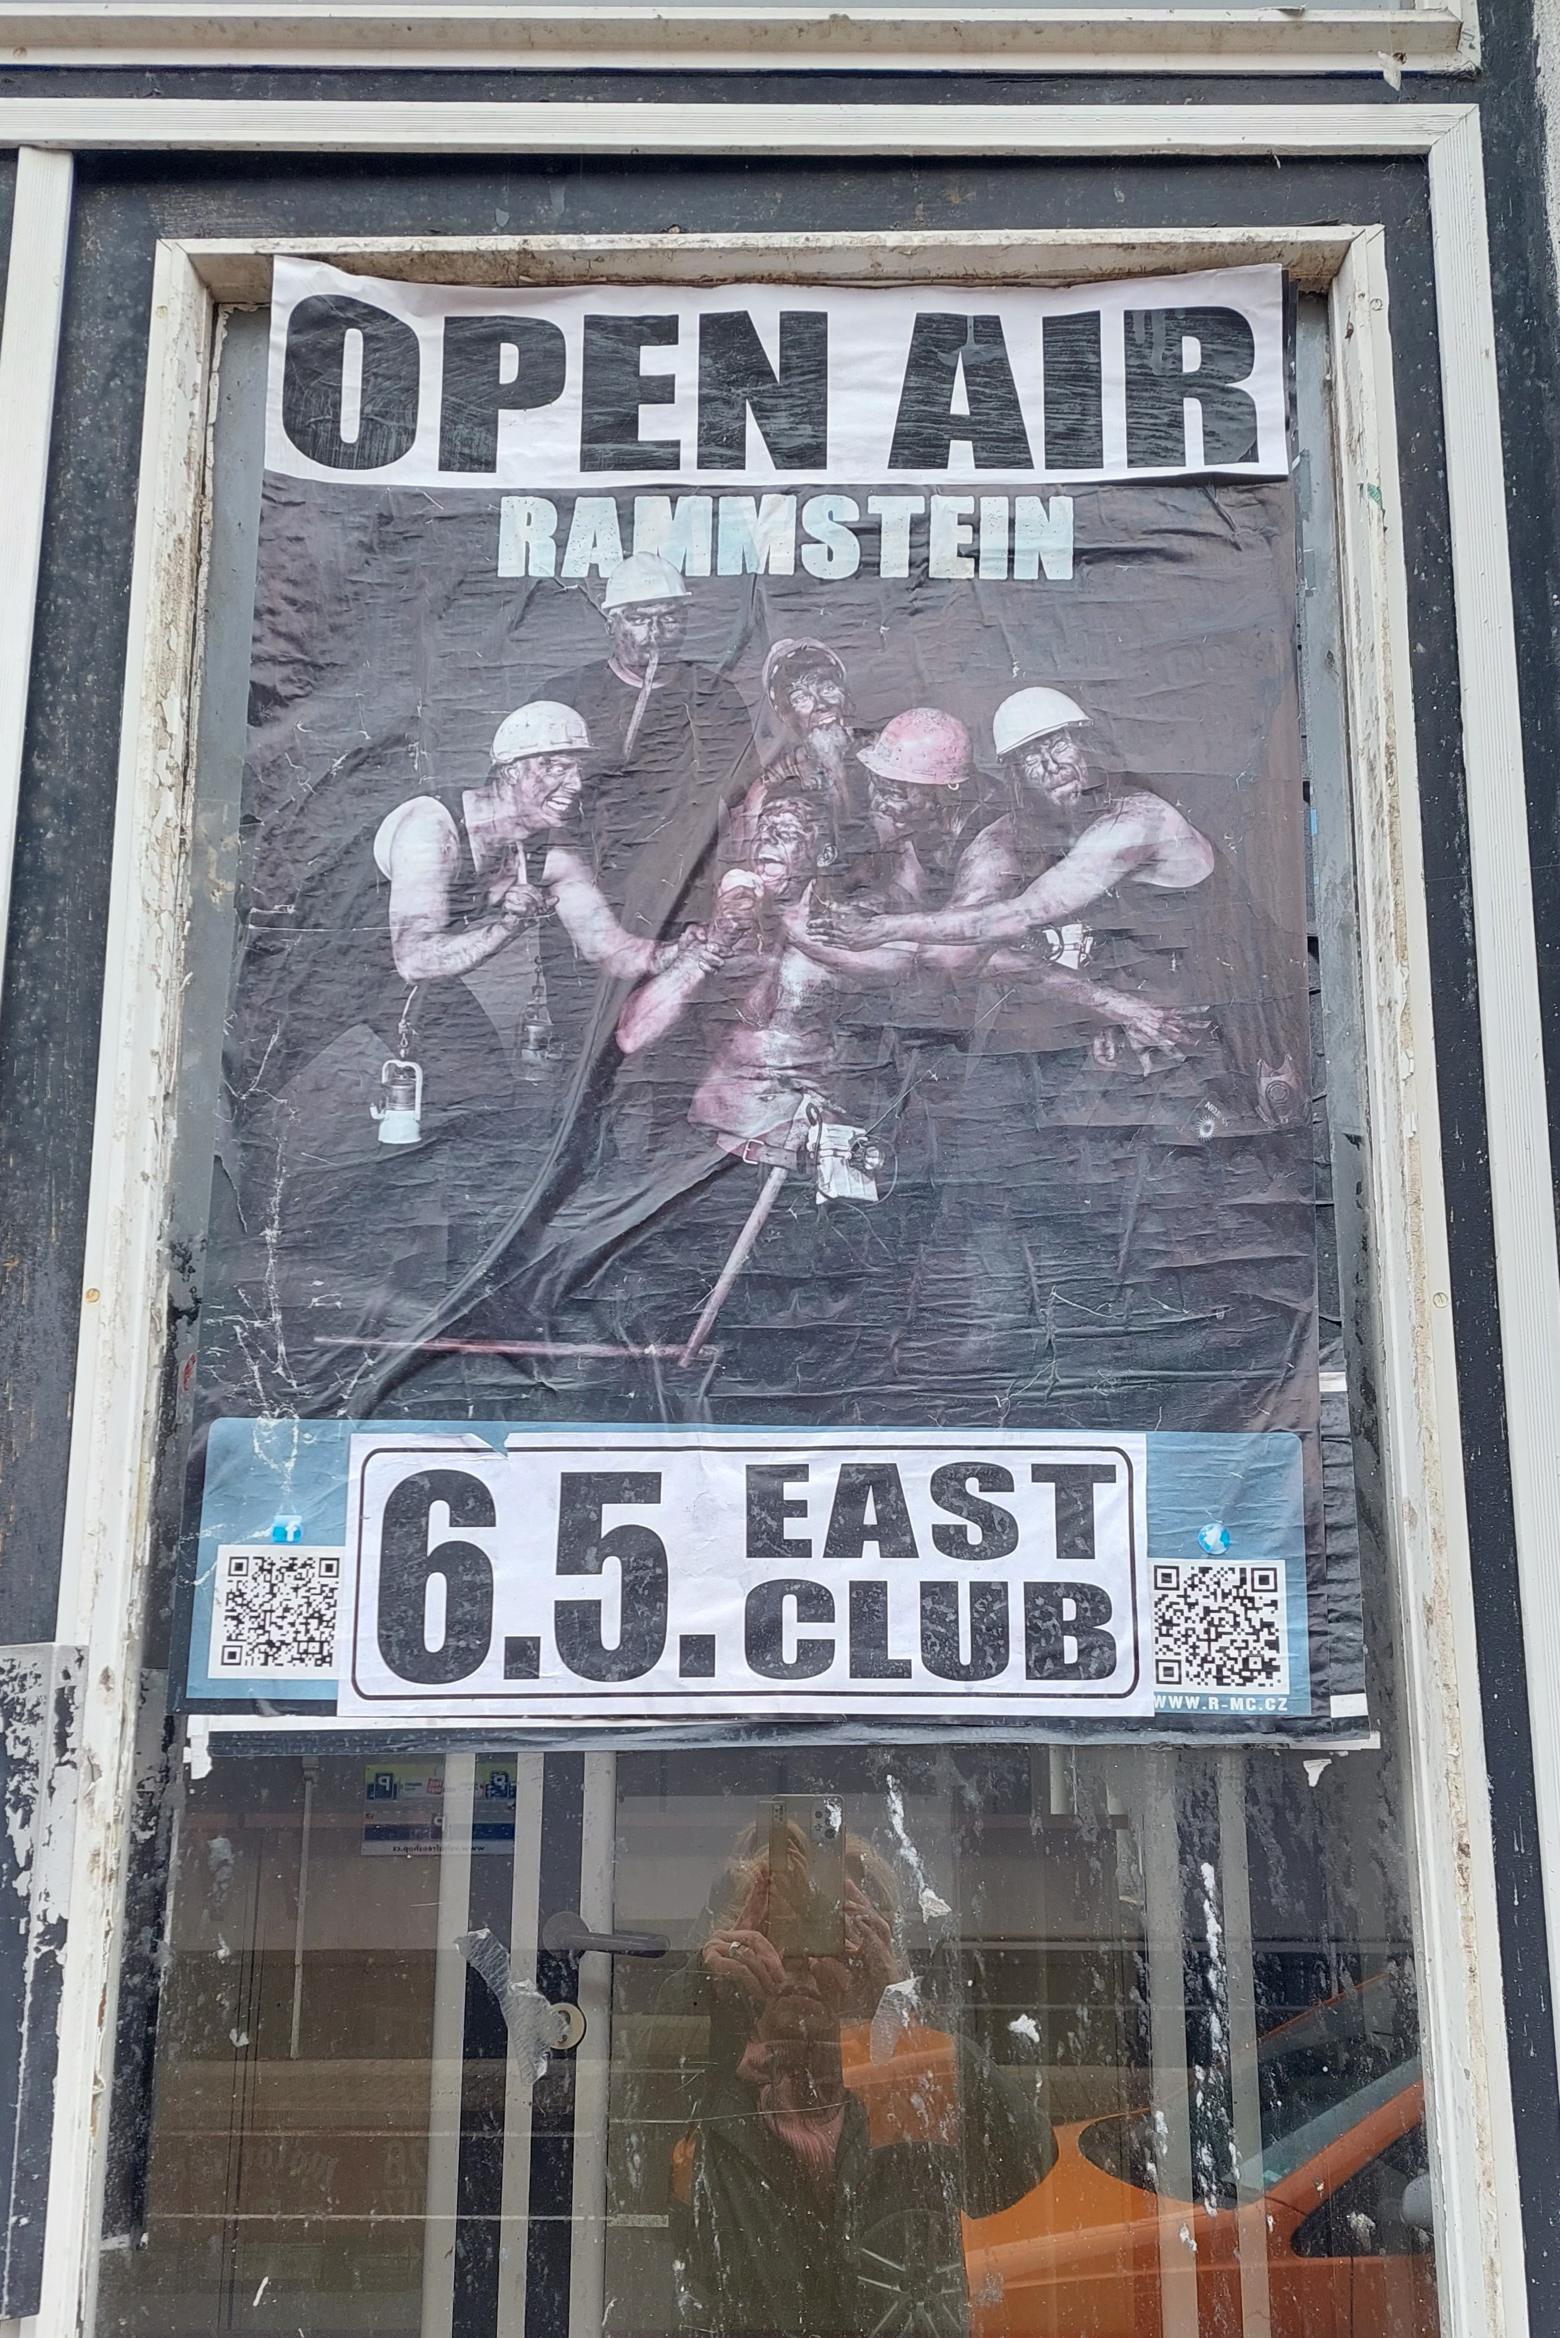 OPEN AIR
RAMMSTEIN
6.5. EAST
CLUB
WWW.R-MC.CZ